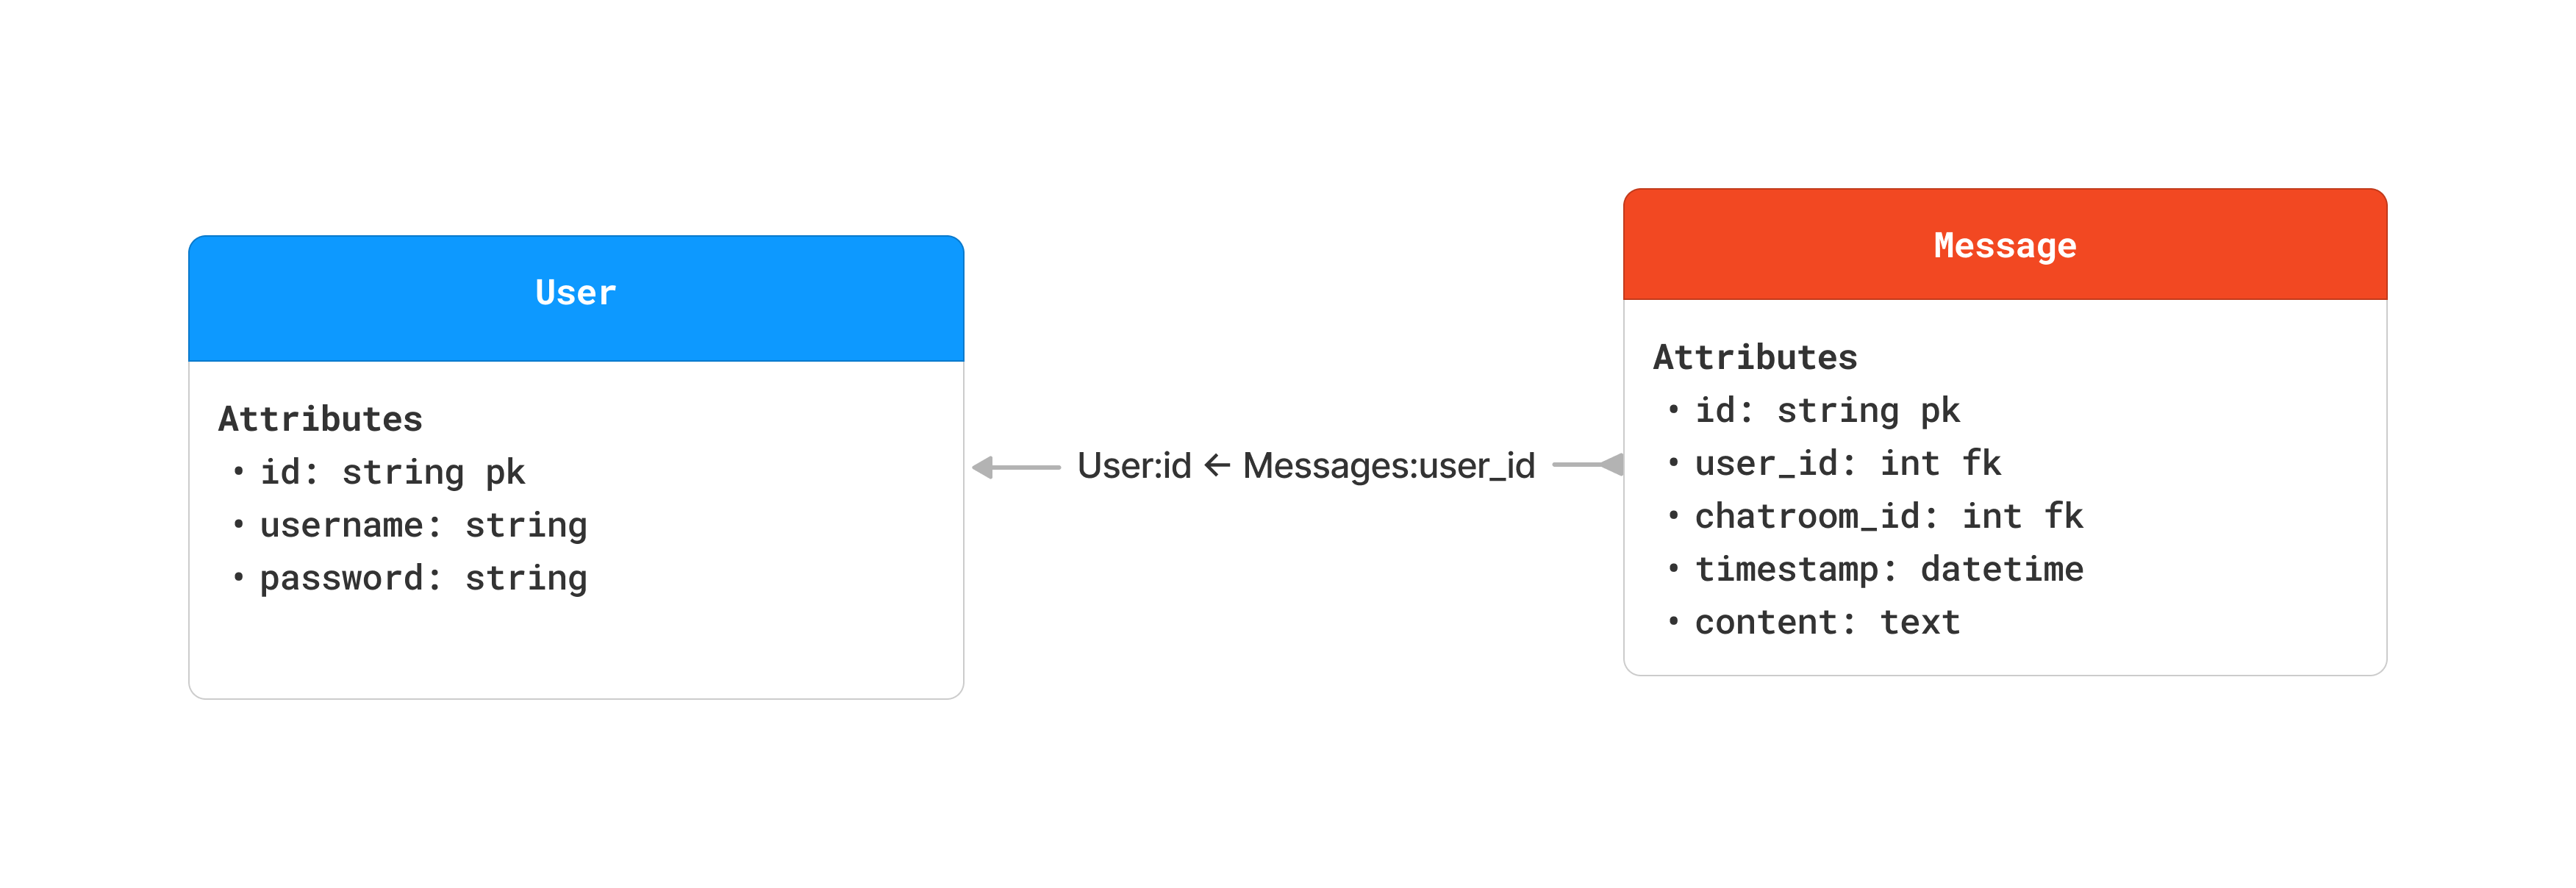 User
Attributes
• id: string pk
• username: string
• password: string
User:id ← Messages:user_id
Message
Attributes
• id: string pk
• user_id: int fk
• chatroom_id: int fk
• timestamp: datetime
• content: text